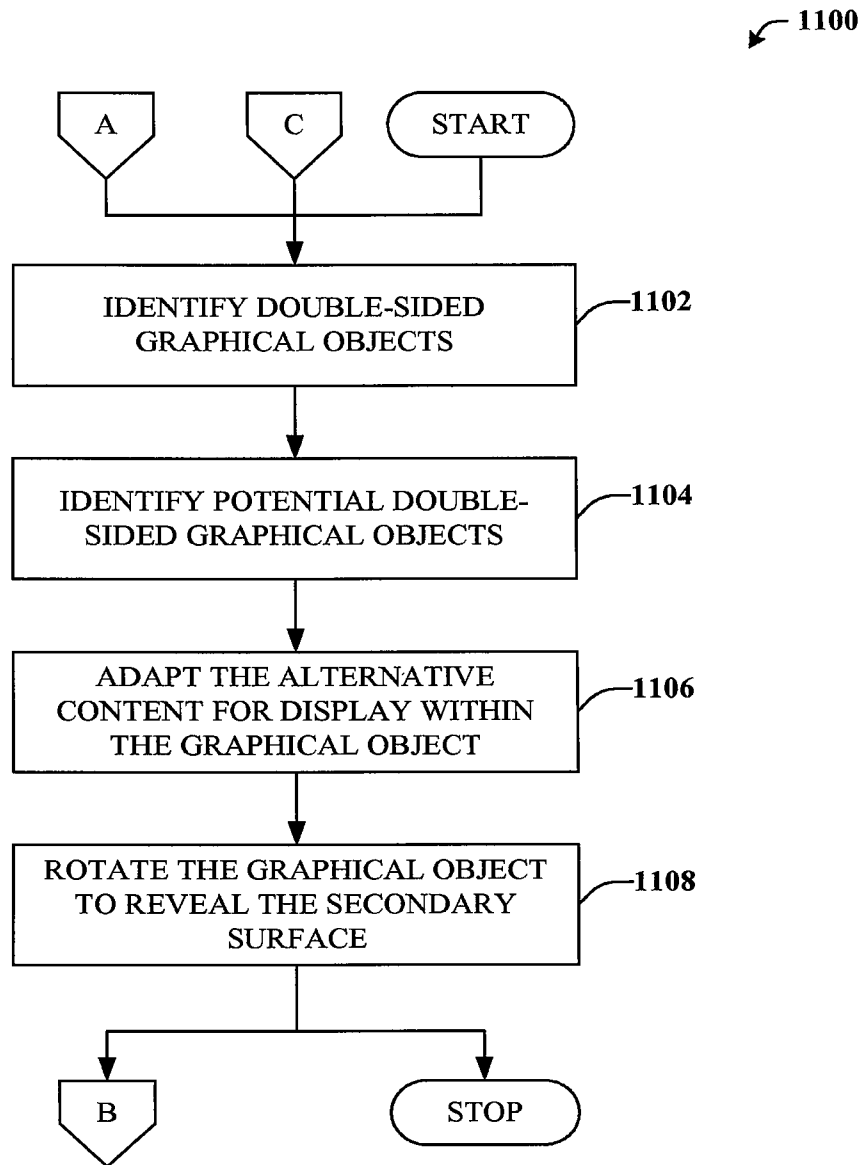 1100
A
C
START
IDENTIFY DOUBLE-SIDED
GRAPHICAL OBJECTS
1102
IDENTIFY POTENTIAL DOUBLE-
SIDED GRAPHICAL OBJECTS
1104
ADAPT THE ALTERNATIVE
CONTENT FOR DISPLAY WITHIN
THE GRAPHICAL OBJECT
1106
ROTATE THE GRAPHICAL OBJECT
TO REVEAL THE SECONDARY
SURFACE
1108
B
STOP